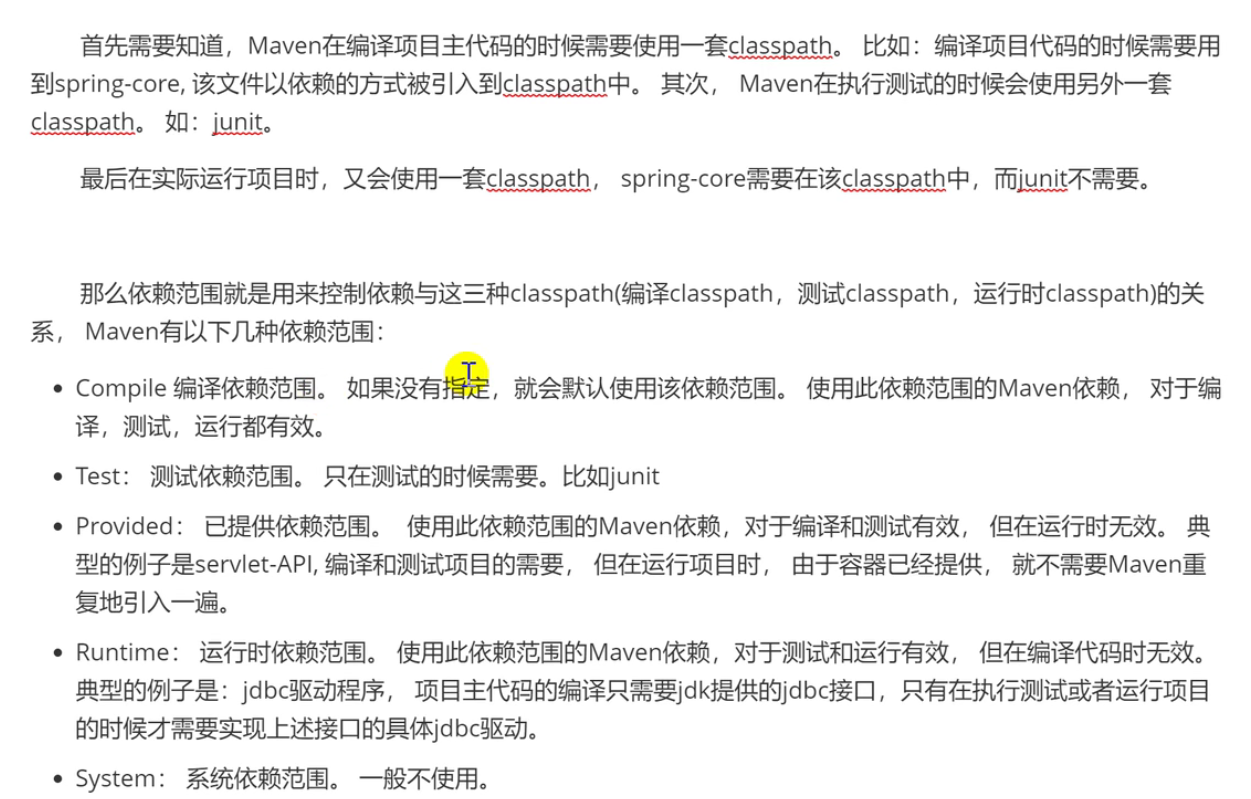 首先需要知道，Maven在编译项目主代码的时候需要使用一套classpath。 比如：编译项目代码的时候需要用
到spring-core, 该文件以依赖的方式被引入到classpath中。 其次， Maven在执行测试的时候会使用另外一套
classpath。 如：junit。
最后在实际运行项目时，又会使用一套classpath， spring-core需要在该classpath中，而junit不需要。
那么依赖范围就是用来控制依赖与这三种classpath(编译classpath，测试classpath，运行时classpath)的关
系， Maven有以下几种依赖范围：
• Compile 编译依赖范围。 如果没有指定，就会默认使用该依赖范围。 使用此依赖范围的Maven依赖， 对于编
译，测试，运行都有效。
• Test： 测试依赖范围。 只在测试的时候需要。比如junit
• Provided： 已提供依赖范围。 使用此依赖范围的Maven依赖，对于编译和测试有效， 但在运行时无效。 典
型的例子是servlet-API, 编译和测试项目的需要， 但在运行项目时， 由于容器已经提供， 就不需要Maven重
复地引入一遍。
• Runtime： 运行时依赖范围。 使用此依赖范围的Maven依赖，对于测试和运行有效， 但在编译代码时无效。
典型的例子是：jdbc驱动程序， 项目主代码的编译只需要jdk提供的jdbc接口，只有在执行测试或者运行项目
的时候才需要实现上述接口的具体jdbc驱动。
• System： 系统依赖范围。 一般不使用。